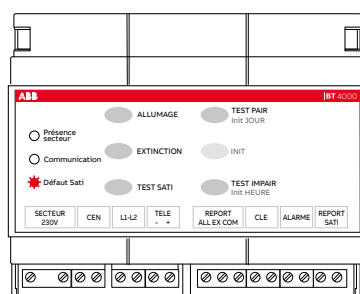 ABB
BT 4000
ALLUMAGE
TEST PAIR
Init JOUR
Présence
secteur
Communication
EXTINCTION
INIT
Défaut Sati
TEST SATI
TEST IMPAIR
Init HEURE
SECTEUR
230V
CEN
L1-L2
TELE
- +
REPORT
ALL EX COM
CLE
ALARME
REPORT
SATI